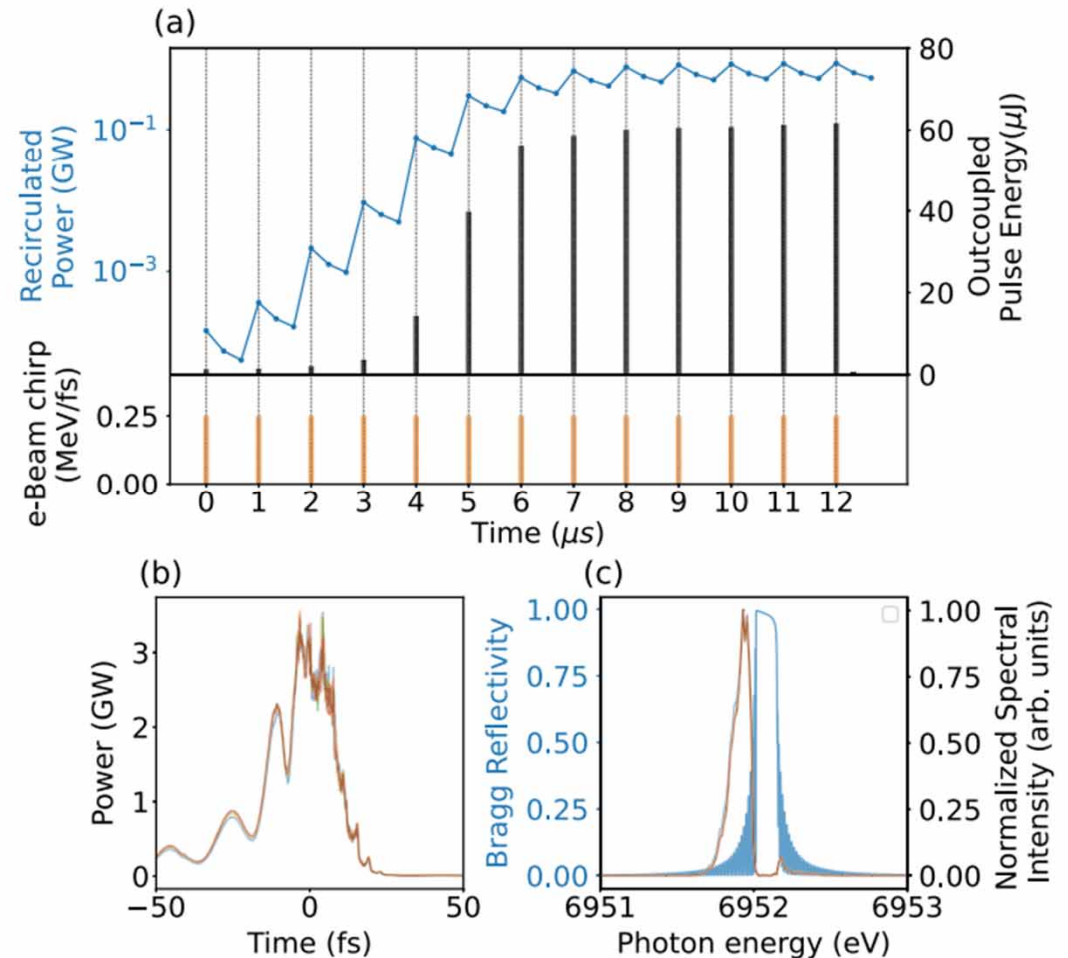 (a)
Recirculated
Power (GW)
10⁻¹
10⁻³
80
60
40
20
0
Outcoupled
Pulse Energy(μJ)
e-Beam chirp
(MeV/fs)
0.25
0.00
0 1 2 3 4 5 6 7 8 9 10 11 12
Time (μs)
(b)
Power (GW)
3
2
1
0
−50 0 50
Time (fs)
(c)
Bragg Reflectivity
1.00
0.75
0.50
0.25
0.00
1.00
0.75
0.50
0.25
0.00
Normalized Spectral
Intensity (arb. units)
6951 6952 6953
Photon energy (eV)